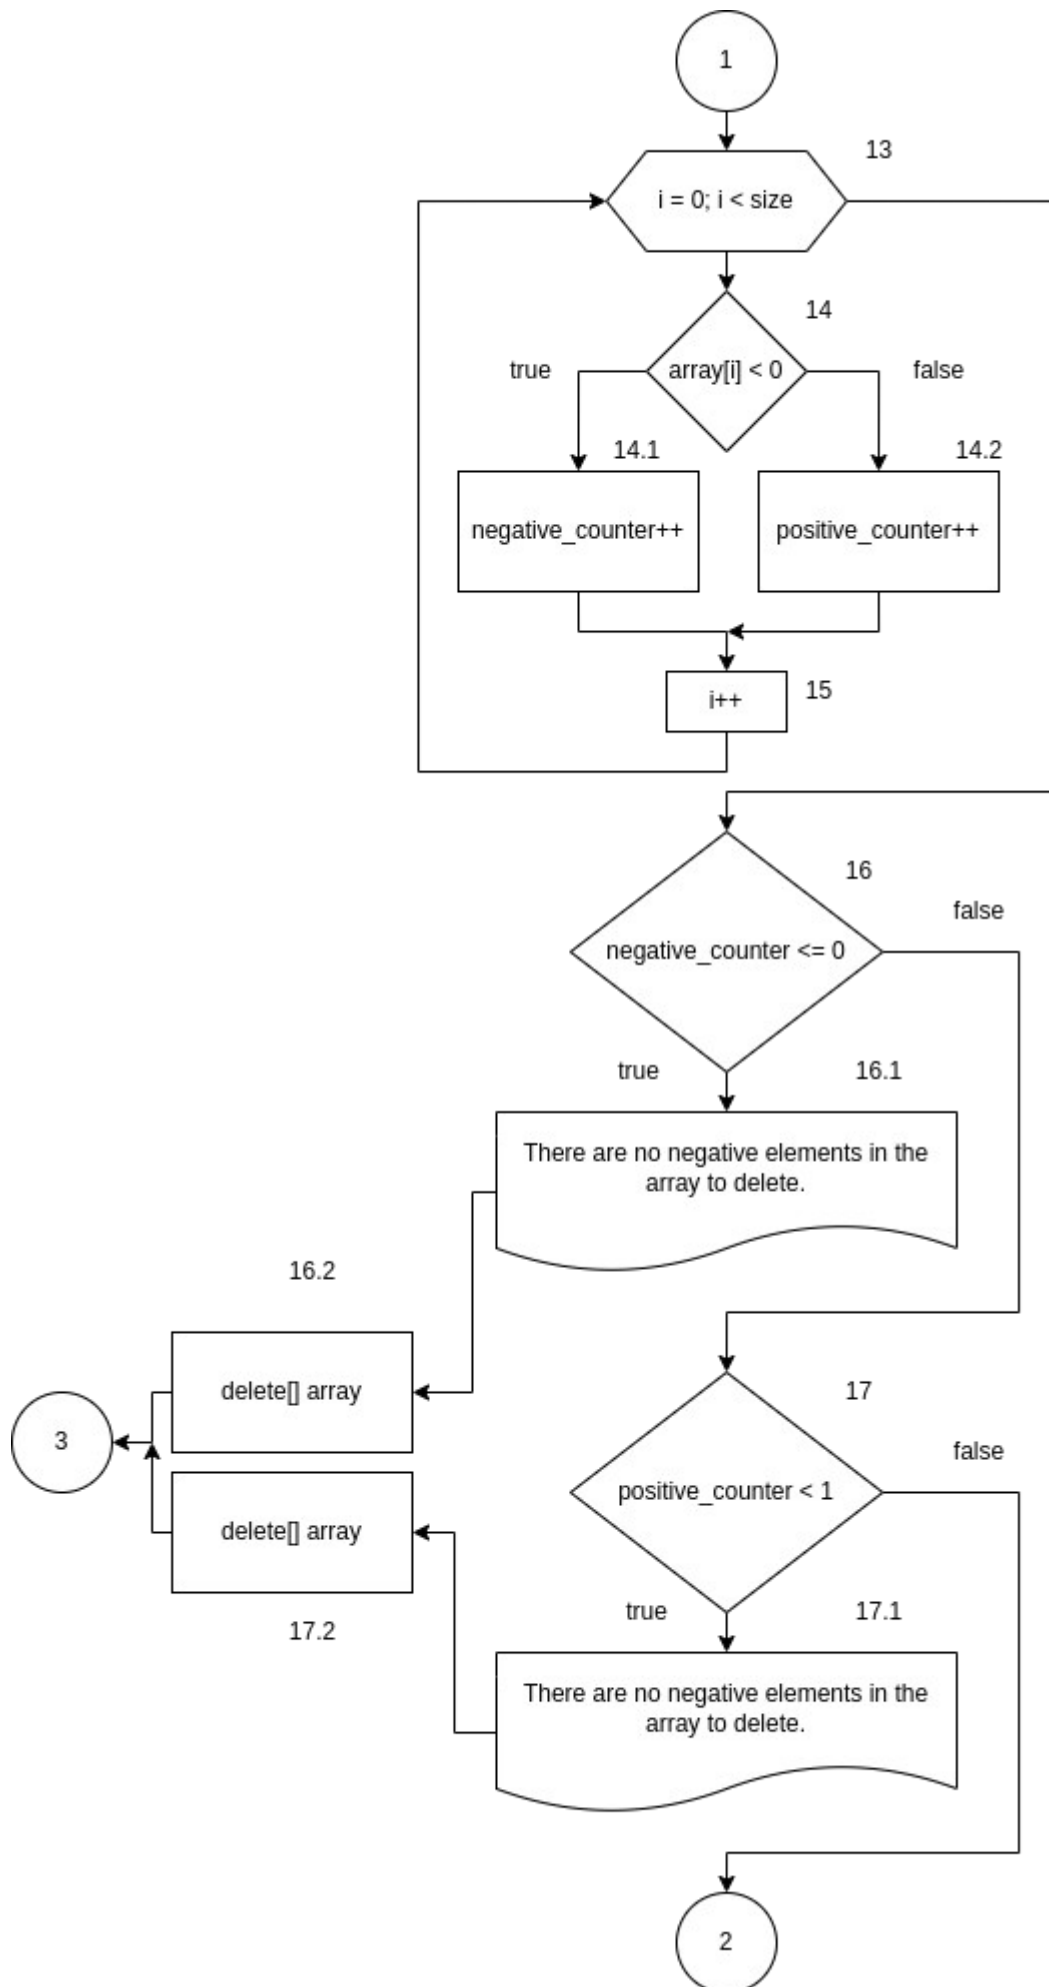 1
13
i = 0; i < size
14
true
array[i] < 0
false
14.1
14.2
negative_counter++
positive_counter++
i++
15
16
false
negative_counter <= 0
true
16.1
There are no negative elements in the
array to delete.
16.2
delete[] array
17
3
false
positive_counter < 1
delete[] array
true
17.1
17.2
There are no negative elements in the
array to delete.
2